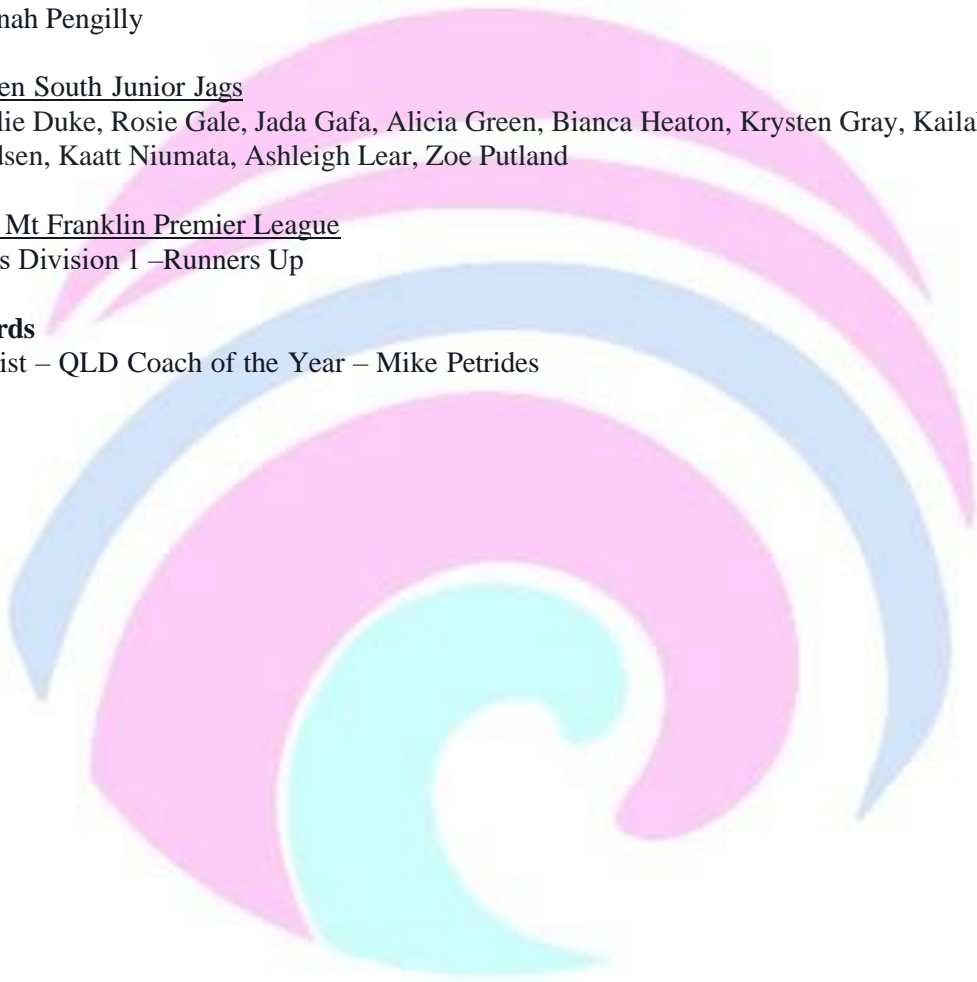 nah Pengilly
en South Junior Jags
lie Duke, Rosie Gale, Jada Gafa, Alicia Green, Bianca Heaton, Krysten Gray, Kaila
dsen, Kaatt Niumata, Ashleigh Lear, Zoe Putland
Mt Franklin Premier League
s Division 1 –Runners Up
rds
ist – QLD Coach of the Year – Mike Petrides